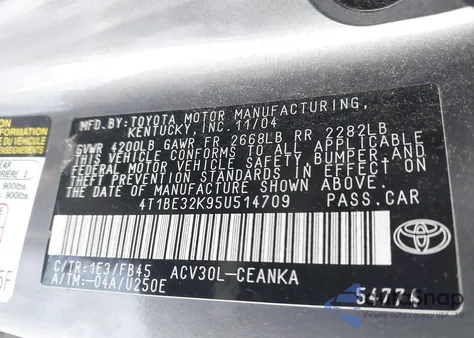 MFD.BY:TOYOTA MOTOR MANUFACTURING,
KENTUCKY, INC. 11/04
GVWR 4200LB GAWR FR 2668LB RR 2282LB
THIS VEHICLE CONFORMS TO ALL APPLICABLE
FEDERAL MOTOR VEHICLE SAFETY, BUMPER, AND
THEFT PREVENTION STANDARDS IN EFFECT ON
THE DATE OF MANUFACTURE SHOWN ABOVE.
4T1BE32K95U514709 PASS.CAR
C/TR:1E3/FB45 ACV30L-CEANKA
A/TM:-04A/U250E
TOYOTA
5F